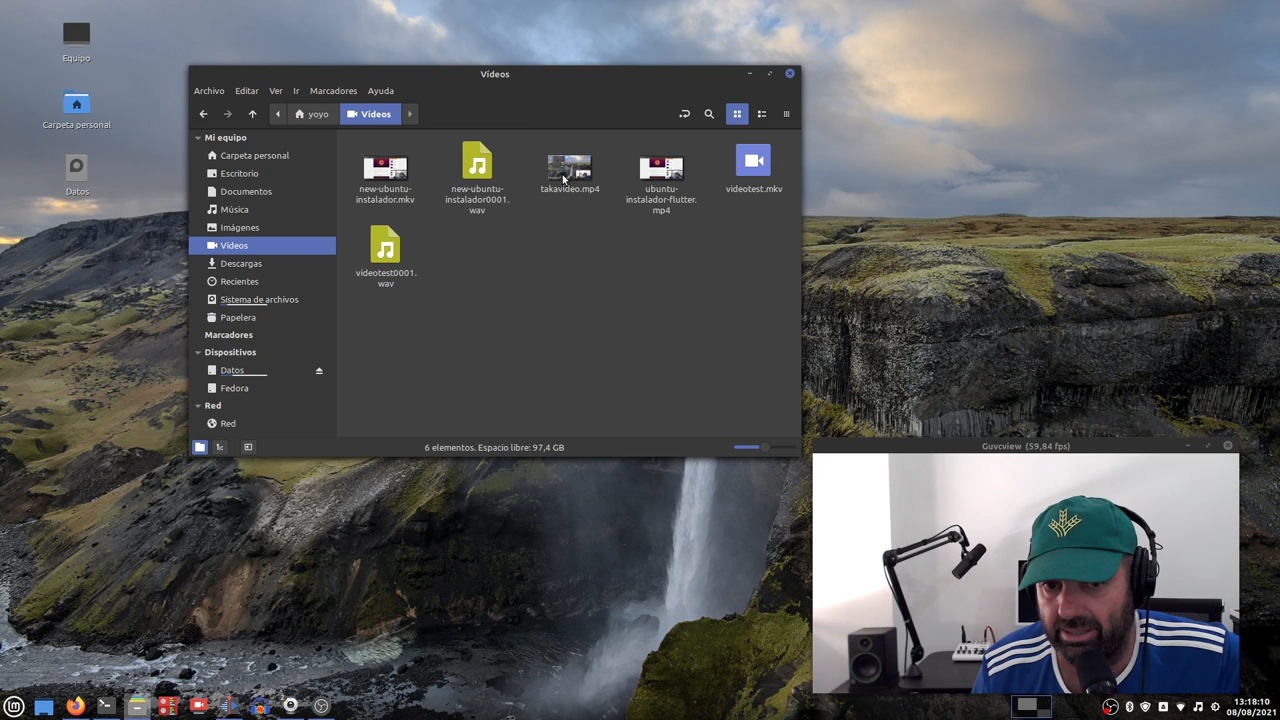 Equipo
Carpeta personal
Datos
Vídeos
Archivo Editar Ver Ir Marcadores Ayuda
yoyo Vídeos
Mi equipo
Carpeta personal
Escritorio
Documentos
Música
Imágenes
Vídeos
Descargas
Recientes
Sistema de archivos
Papelera
Marcadores
Dispositivos
Datos
Fedora
Red
Red
new-ubuntu-
instalador.mkv
new-ubuntu-
instalador0001.
wav
takavideo.mp4
ubuntu-
instalador-flutter.
mp4
videotest.mkv
videotest0001.
wav
6 elementos. Espacio libre: 97,4 GB
Guvcview (59,84 fps)
13:18:10
08/08/2021